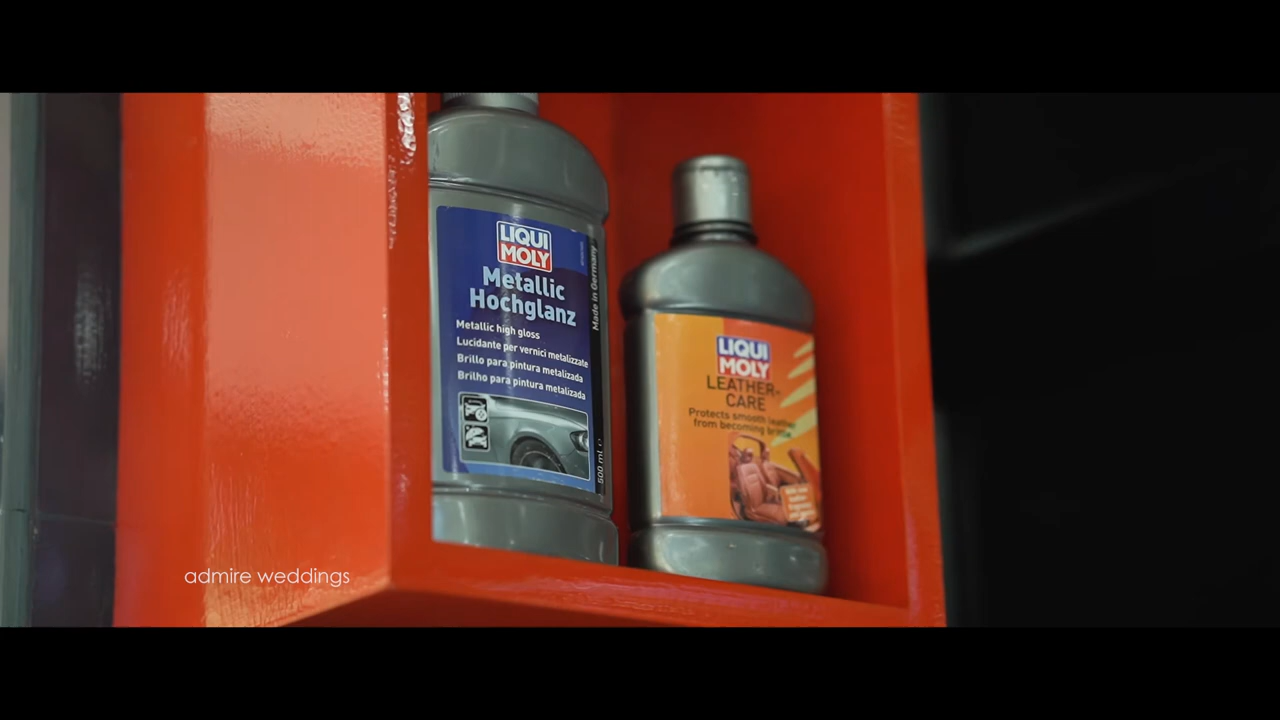 LIQUI
MOLY
Metallic
Hochglanz
Metallic high gloss
Lucidante per vernici metalizzate
Brillo para pintura metalizada
Brilho para pintura metalizada
Made in Germany
500 ml
LIQUI
MOLY
LEATHER-
CARE
Protects smooth leather
from becoming
admire weddings